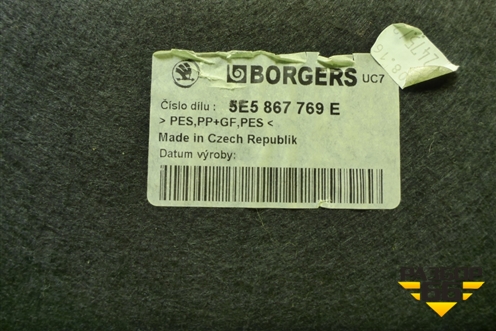 BORGERS UC7
Číslo dílu : 5E5 867 769 E
> PES,PP+GF,PES <
Made in Czech Republik
Datum výroby: